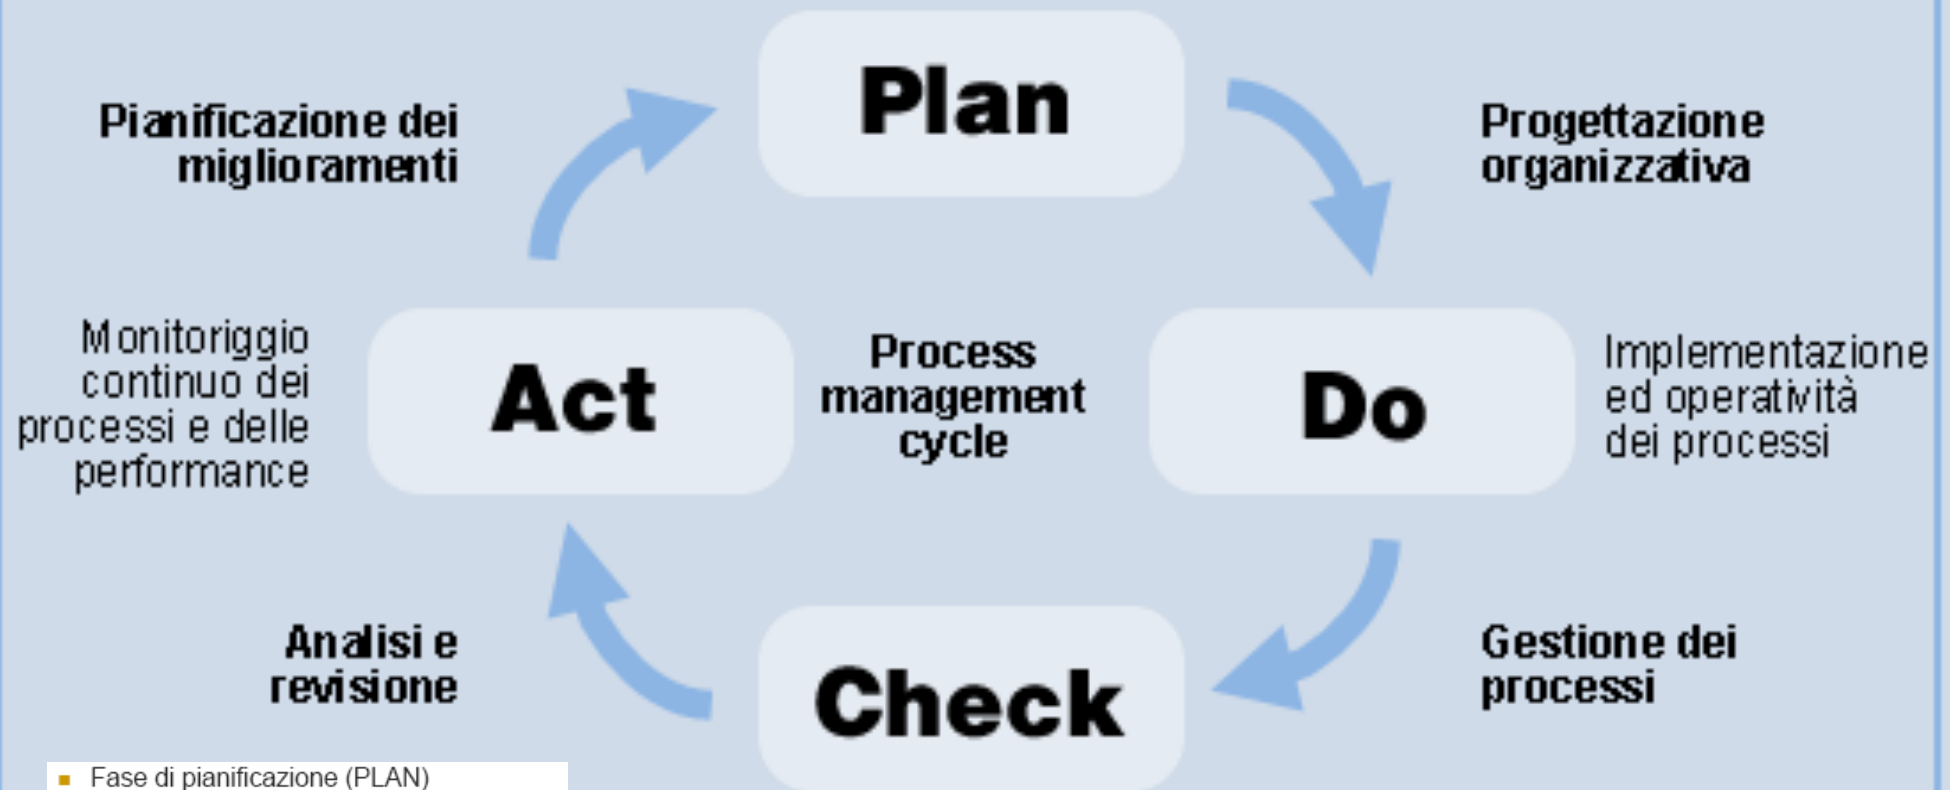 Plan
Pianificazione dei
miglioramenti
Progettazione
organizzativa
Monitoriggio
continuo dei
processi e delle
performance
Act
Process
management
cycle
Do
Implementazione
ed operatività
dei processi
Analisi e
revisione
Check
Gestione dei
processi
Fase di pianificazione (PLAN)